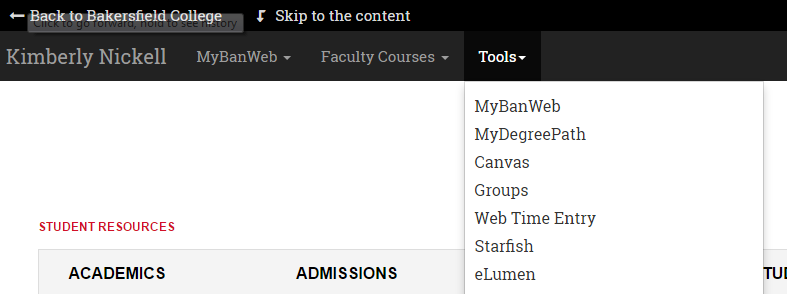 Back to Bakersfield College
Skip to the content
Click to go forward, hold to see history
Kimberly Nickell
MyBanWeb
Faculty Courses
Tools
MyBanWeb
MyDegreePath
Canvas
Groups
Web Time Entry
Starfish
eLumen
STUDENT RESOURCES
ACADEMICS
ADMISSIONS
TUD